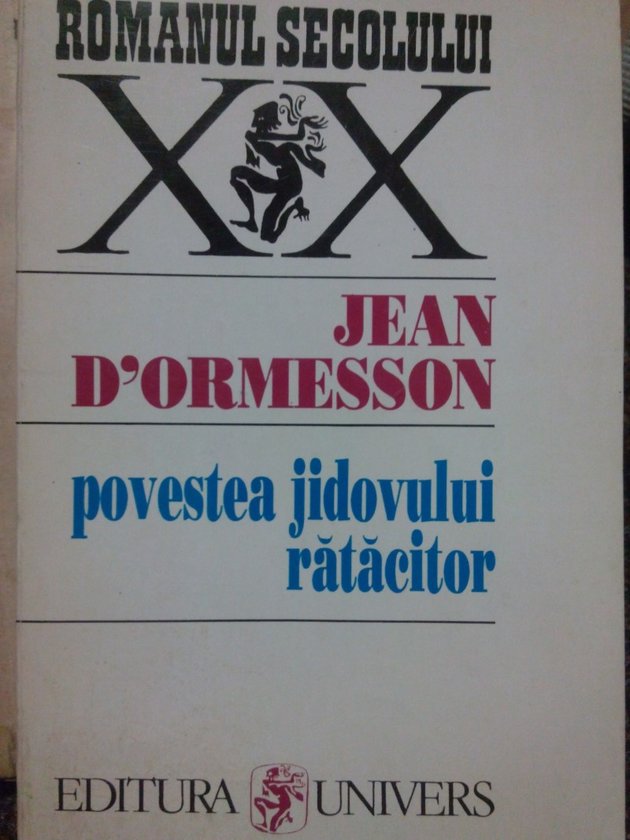 ROMANUL SECOLULUI
XX
JEAN
D'ORMESSON
povestea jidovului
rătăcitor
EDITURA UNIVERS